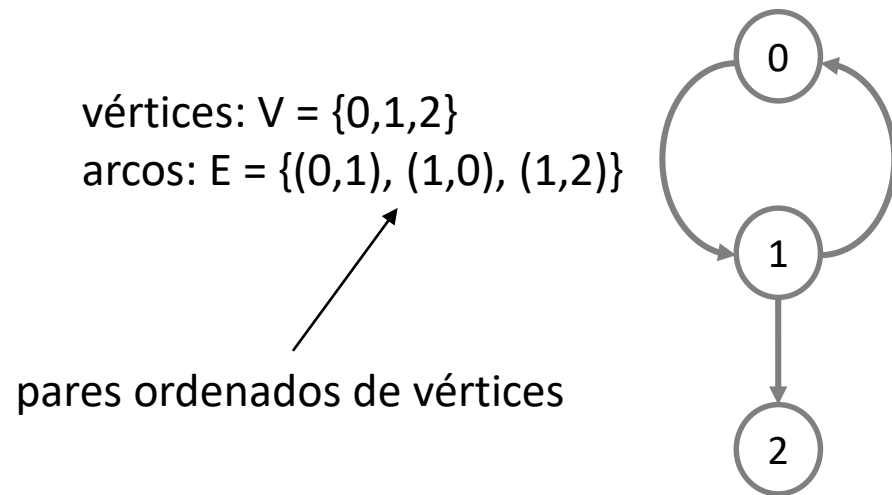 vértices: V = {0,1,2}
arcos: E = {(0,1), (1,0), (1,2)}
pares ordenados de vértices
0
1
2